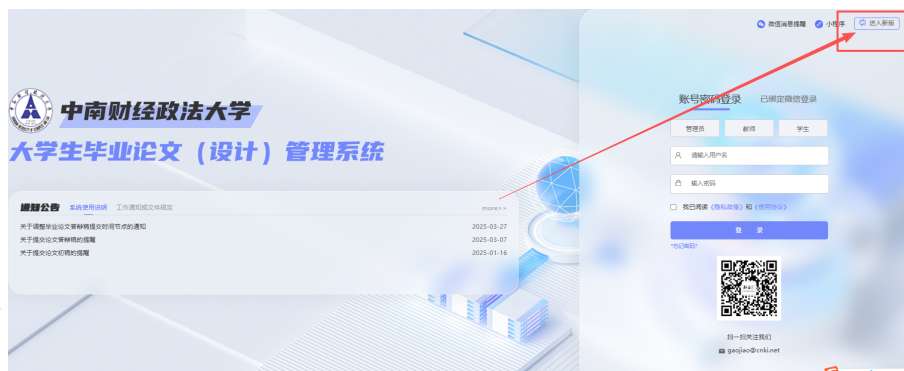 微信消息提醒 小程序 进入新版
中南财经政法大学
大学生毕业论文（设计）管理系统
账号密码登录 已绑定微信登录
管理员 教师 学生
请输入用户名
输入密码
我已阅读《隐私政策》和《使用协议》
登 录
*忘记密码?
通知公告 系统使用说明 工作通知或文件规定 more>>
关于调整毕业论文答辩稿提交时间节点的通知 2025-03-27
关于提交论文答辩稿的提醒 2025-03-07
关于提交论文初稿的提醒 2025-01-16
扫一扫关注我们
gaojiao@cnki.net